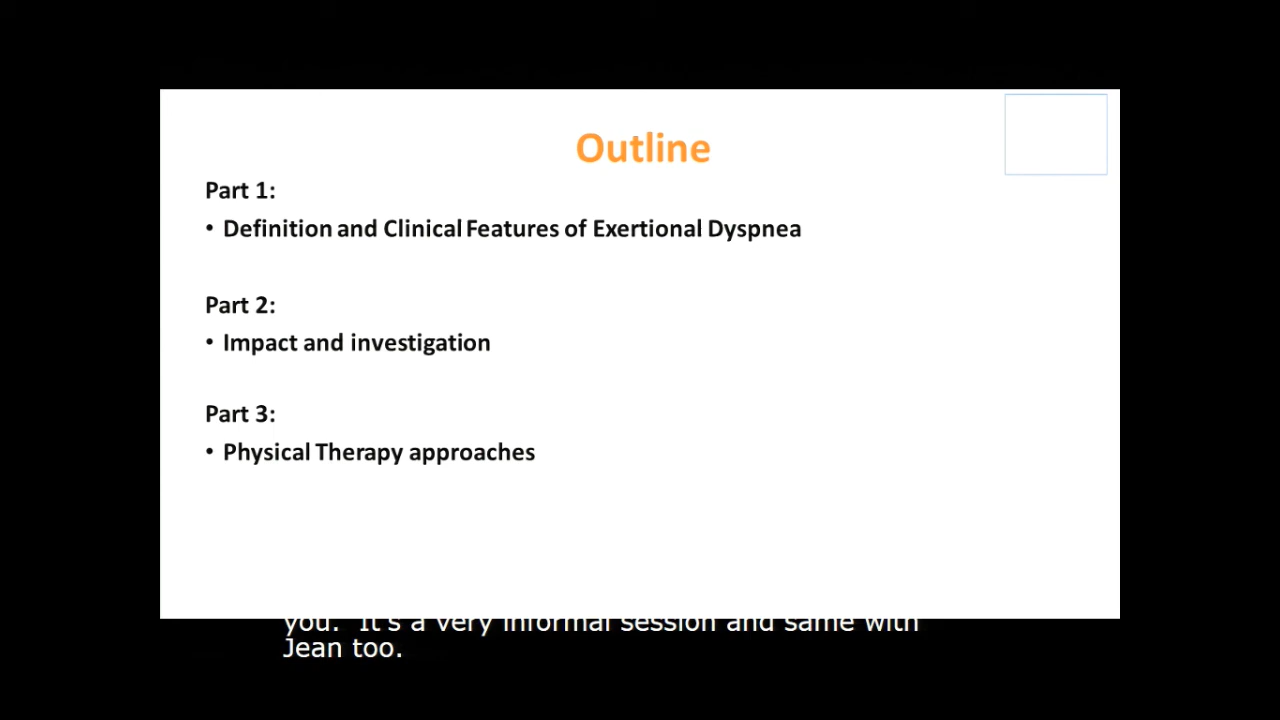 Outline
Part 1:
• Definition and Clinical Features of Exertional Dyspnea
Part 2:
• Impact and investigation
Part 3:
• Physical Therapy approaches
you. It's a very informal session and same with
Jean too.